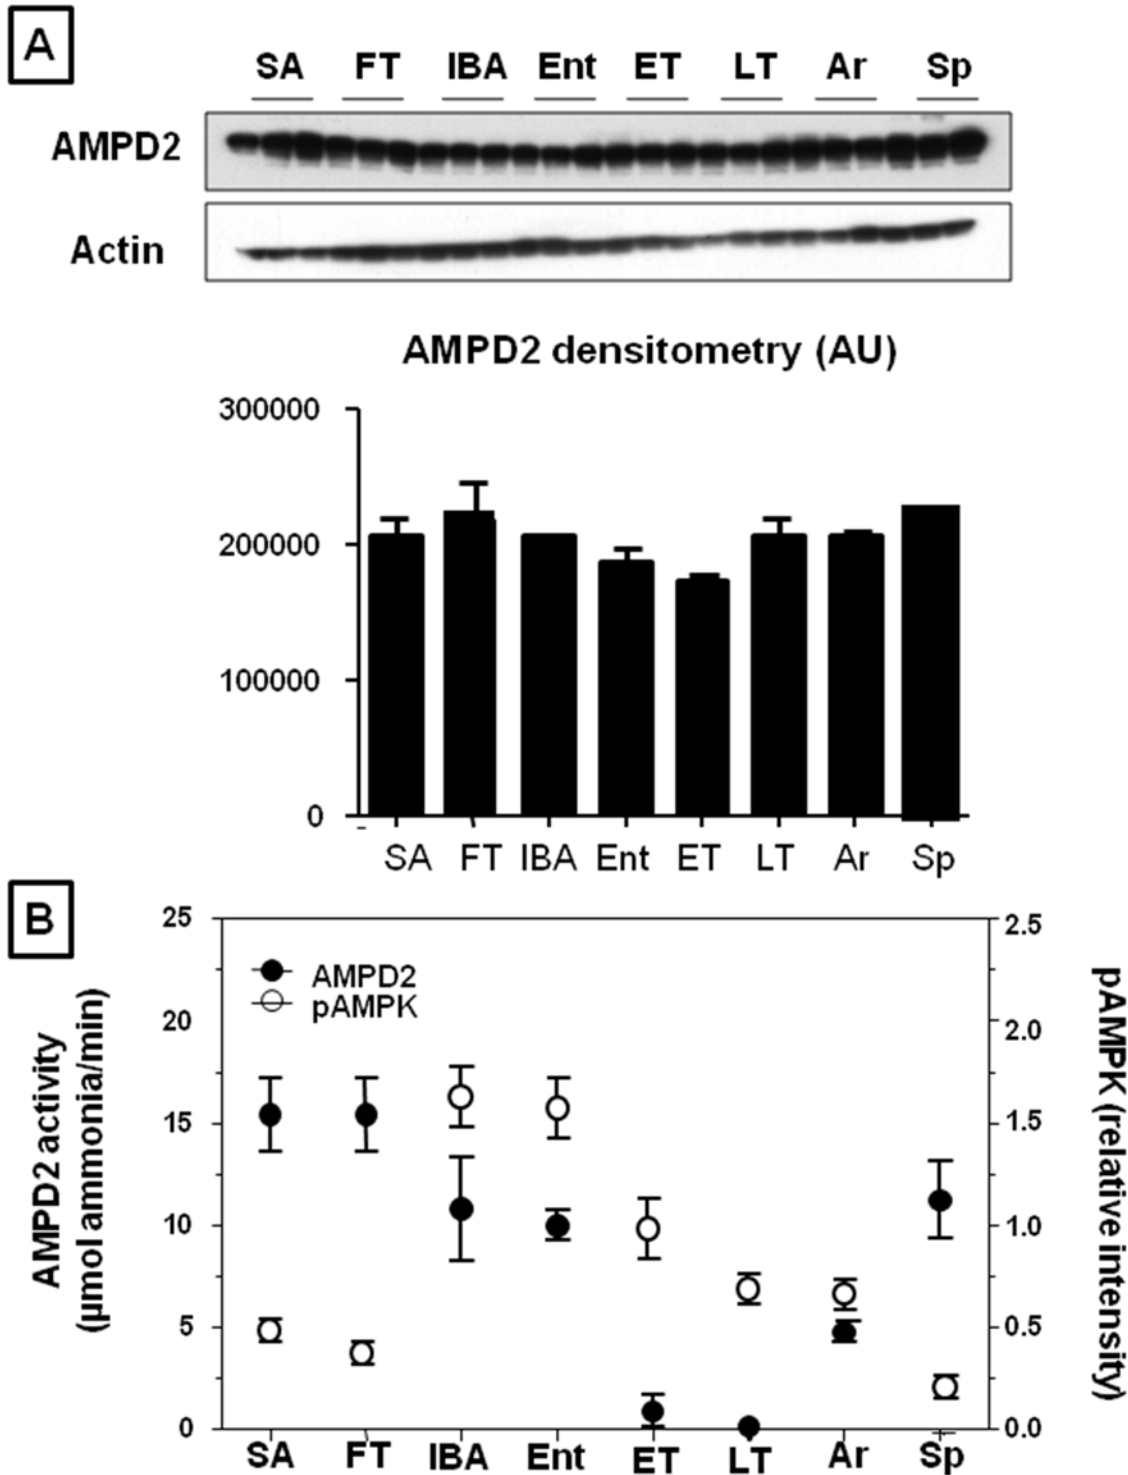 A
SA FT IBA Ent ET LT Ar Sp
AMPD2
Actin
AMPD2 densitometry (AU)
300000
200000
100000
0
SA FT IBA Ent ET LT Ar Sp
B
AMPD2 activity
(µmol ammonia/min)
25
20
15
10
5
0
AMPD2
pAMPK
2.5
2.0
1.5
1.0
0.5
0.0
pAMPK (relative intensity)
SA FT IBA Ent ET LT Ar Sp